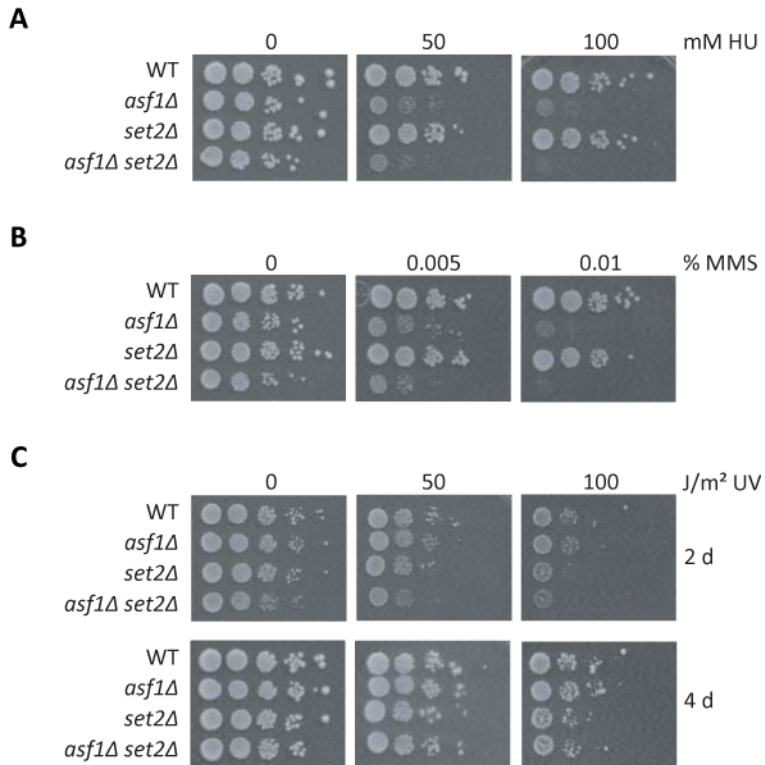 A
0 50 100 mM HU
WT
asf1Δ
set2Δ
asf1Δ set2Δ
B
0 0.005 0.01 % MMS
WT
asf1Δ
set2Δ
asf1Δ set2Δ
C
0 50 100 J/m² UV
WT
asf1Δ
set2Δ
asf1Δ set2Δ
2 d
WT
asf1Δ
set2Δ
asf1Δ set2Δ
4 d